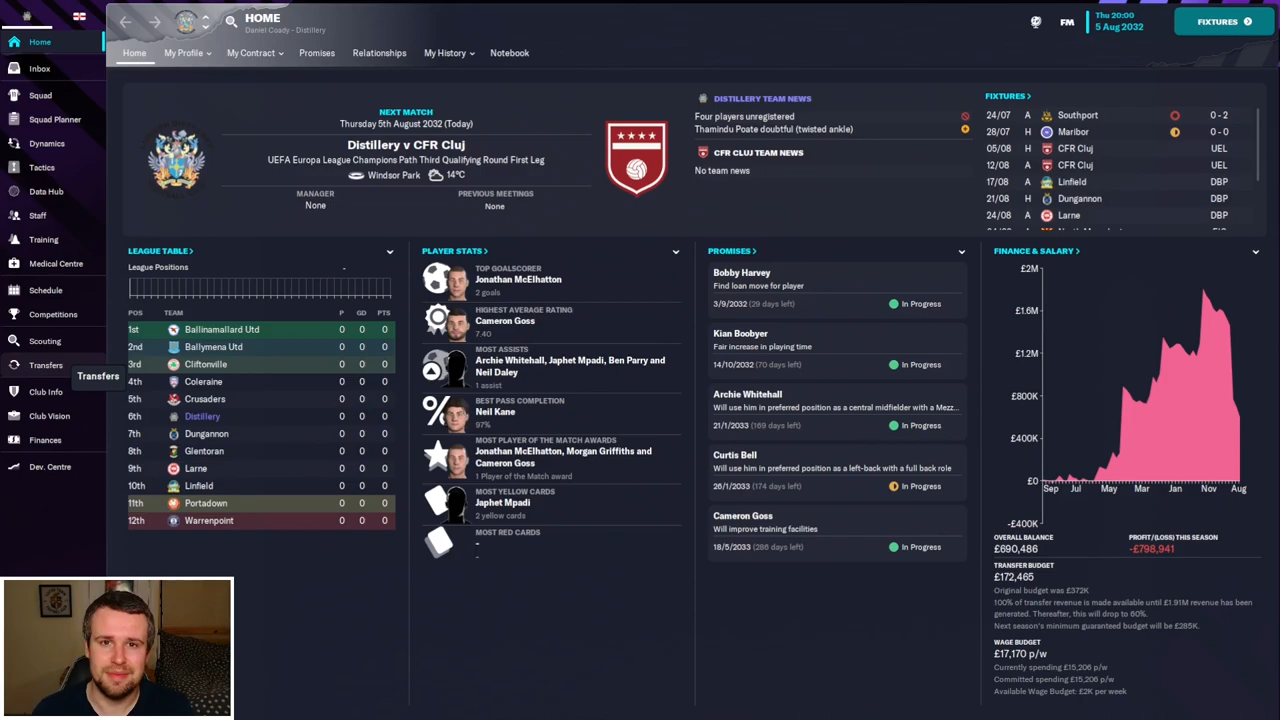 HOME
Daniel Coady - Distillery
FM
Thu 20:00
5 Aug 2032
FIXTURES
Home
My Profile
My Contract
Promises
Relationships
My History
Notebook
Home
Inbox
Squad
Squad Planner
Dynamics
Tactics
Data Hub
Staff
Training
Medical Centre
Schedule
Competitions
Scouting
Transfers
Transfers
Club Info
Club Vision
Finances
Dev. Centre
NEXT MATCH
Thursday 5th August 2032 (Today)
Distillery v CFR Cluj
UEFA Europa League Champions Path Third Qualifying Round First Leg
Windsor Park 14°C
MANAGER
None
PREVIOUS MEETINGS
None
DISTILLERY TEAM NEWS
Four players unregistered
Thamindu Poate doubtful (twisted ankle)
CFR CLUJ TEAM NEWS
No team news
FIXTURES >
24/07 A Southport 0 - 2
28/07 H Maribor 0 - 0
05/08 H CFR Cluj UEL
12/08 A CFR Cluj UEL
17/08 A Linfield DBP
21/08 H Dungannon DBP
24/08 A Larne DBP
LEAGUE TABLE >
League Positions -
POS TEAM P GD PTS
1st Ballinamallard Utd 0 0 0
2nd Ballymena Utd 0 0 0
3rd Cliftonville 0 0 0
4th Coleraine 0 0 0
5th Crusaders 0 0 0
6th Distillery 0 0 0
7th Dungannon 0 0 0
8th Glentoran 0 0 0
9th Larne 0 0 0
10th Linfield 0 0 0
11th Portadown 0 0 0
12th Warrenpoint 0 0 0
PLAYER STATS >
TOP GOALSCORER
Jonathan McElhatton
2 goals
HIGHEST AVERAGE RATING
Cameron Goss
7.40
MOST ASSISTS
Archie Whitehall, Japhet Mpadi, Ben Parry and
Neil Daley
1 assist
BEST PASS COMPLETION
Neil Kane
97%
MOST PLAYER OF THE MATCH AWARDS
Jonathan McElhatton, Morgan Griffiths and
Cameron Goss
1 Player of the Match award
MOST YELLOW CARDS
Japhet Mpadi
2 yellow cards
MOST RED CARDS
-
-
PROMISES >
Bobby Harvey
Find loan move for player
3/9/2032 (29 days left) In Progress
Kian Boobyer
Fair increase in playing time
14/10/2032 (70 days left) In Progress
Archie Whitehall
Will use him in preferred position as a central midfielder with a Mezz...
21/1/2033 (169 days left) In Progress
Curtis Bell
Will use him in preferred position as a left-back with a full back role
26/1/2033 (174 days left) In Progress
Cameron Goss
Will improve training facilities
18/5/2033 (286 days left) In Progress
FINANCE & SALARY >
£2M
£1.6M
£1.2M
£800K
£400K
£0
-£400K
Sep Jul May Mar Jan Nov Aug
OVERALL BALANCE
£690,486
PROFIT/(LOSS) THIS SEASON
-£798,941
TRANSFER BUDGET
£172,465
Original budget was £372K
100% of transfer revenue is made available until £1.91M revenue has been
generated. Thereafter, this will drop to 60%.
Next season's minimum guaranteed budget will be £285K.
WAGE BUDGET
£17,170 p/w
Currently spending £15,206 p/w
Committed spending £15,206 p/w
Available Wage Budget: £2K per week